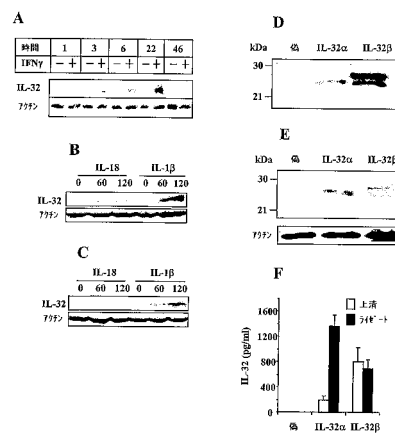 A
時間 1 3 6 22 46
IFNγ − + − + − + − + − +
IL-32
アクチン
B
IL-18 IL-1β
0 60 120 0 60 120
IL-32
アクチン
C
IL-18 IL-1β
0 60 120 0 60 120
IL-32
アクチン
D
kDa 偽 IL-32α IL-32β
30
21
E
kDa 偽 IL-32α IL-32β
30
21
アクチン
F
上清
ライゼート
IL-32 (pg/ml)
1600
1200
800
400
0
偽 IL-32α IL-32β